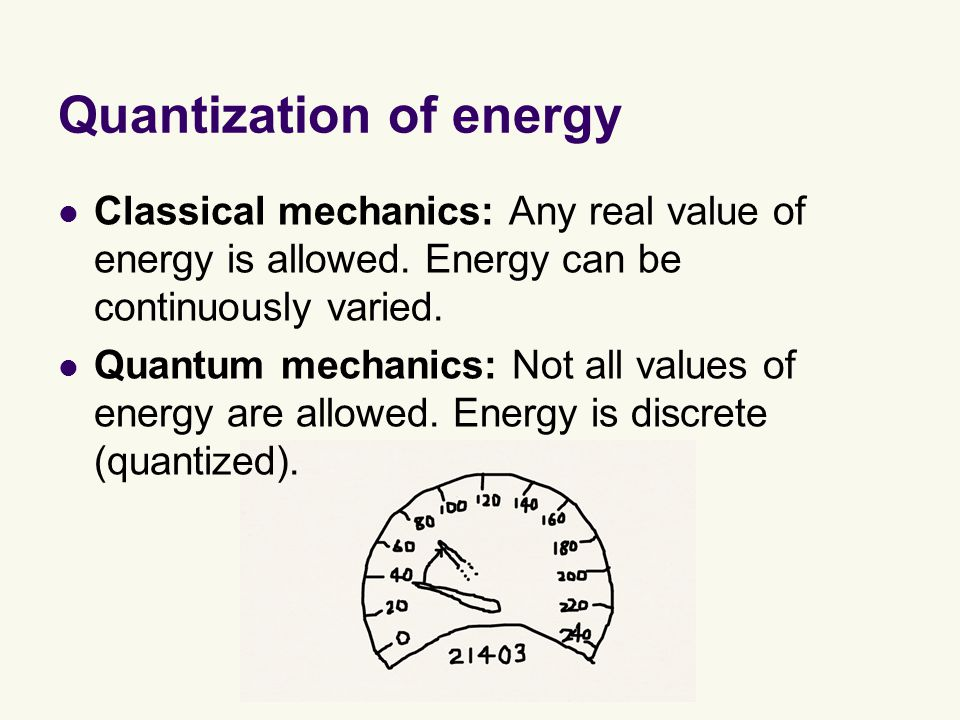 Quantization of energy
Classical mechanics: Any real value of
energy is allowed. Energy can be
continuously varied.
Quantum mechanics: Not all values of
energy are allowed. Energy is discrete
(quantized).
0
20
40
60
80
100
120
140
160
180
200
220
240
21403